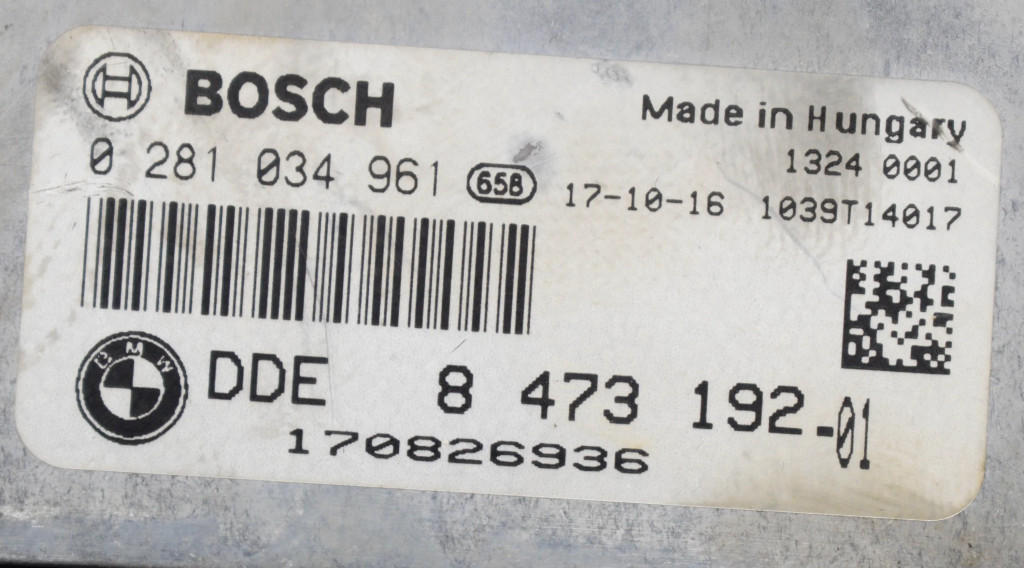 BOSCH
Made in Hungary
0 281 034 961 658
1324 0001
17-10-16 1039T14017
BMW
DDE 8 473 192-01
170826936